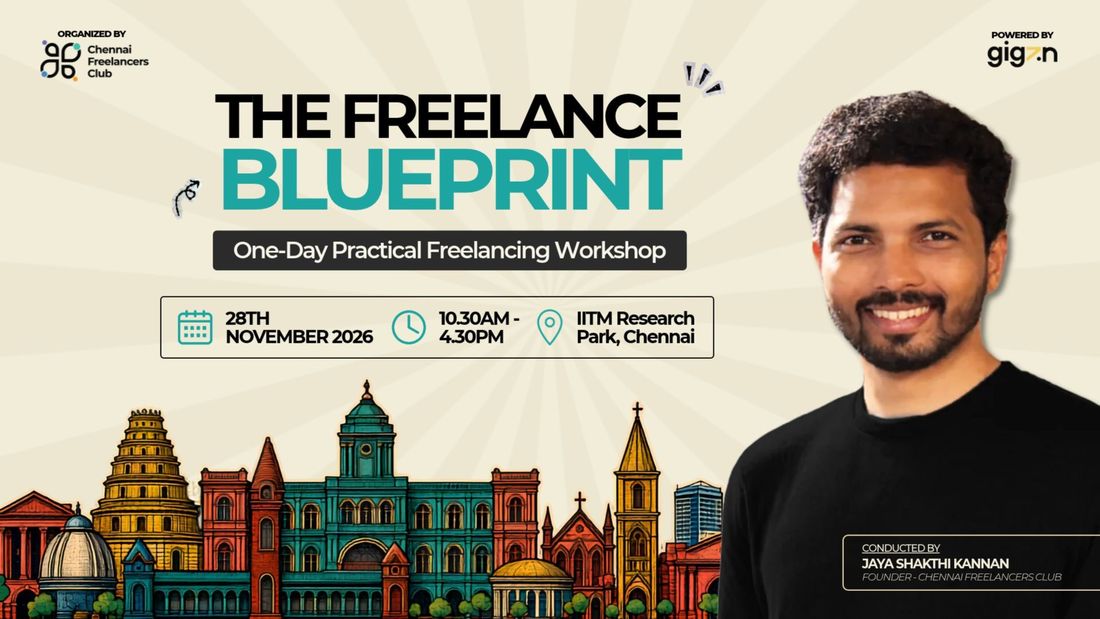 ORGANIZED BY
Chennai
Freelancers
Club
POWERED BY
THE FREELANCE
BLUEPRINT
One-Day Practical Freelancing Workshop
28TH
NOVEMBER 2026
10.30AM -
4.30PM
IITM Research
Park, Chennai
CONDUCTED BY
JAYA SHAKTHI KANNAN
FOUNDER - CHENNAI FREELANCERS CLUB